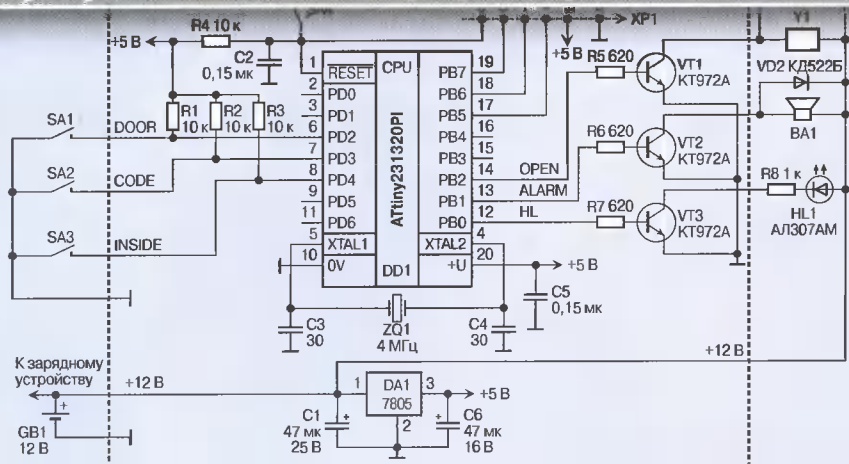 R4 10 к
+5 В
C2
0,15 мк
XP1
+5 В
R5 620
Y1
VD2 КД522Б
VT1
КТ972А
1
RESET
CPU
PB7
19
2
PD0
PB6
18
3
PD1
PB5
17
6
PD2
PB4
16
7
PD3
PB3
15
8
PD4
PB2
14
9
PD5
PB1
13
11
PD6
PB0
12
5
XTAL1
XTAL2
4
10
0V
+U
20
ATtiny231320PI
DD1
R1
10 к
R2
10 к
R3
10 к
SA1
DOOR
SA2
CODE
SA3
INSIDE
OPEN
ALARM
HL
R6 620
VT2
КТ972А
BA1
R7 620
VT3
КТ972А
R8 1 к
HL1
АЛ307АМ
+5 В
C5
0,15 мк
C3
30
ZQ1
4 МГц
C4
30
К зарядному
устройству
+12 В
+12 В
GB1
12 В
1
DA1
7805
3
2
+5 В
+
C1
47 мк
25 В
+
C6
47 мк
16 В
+